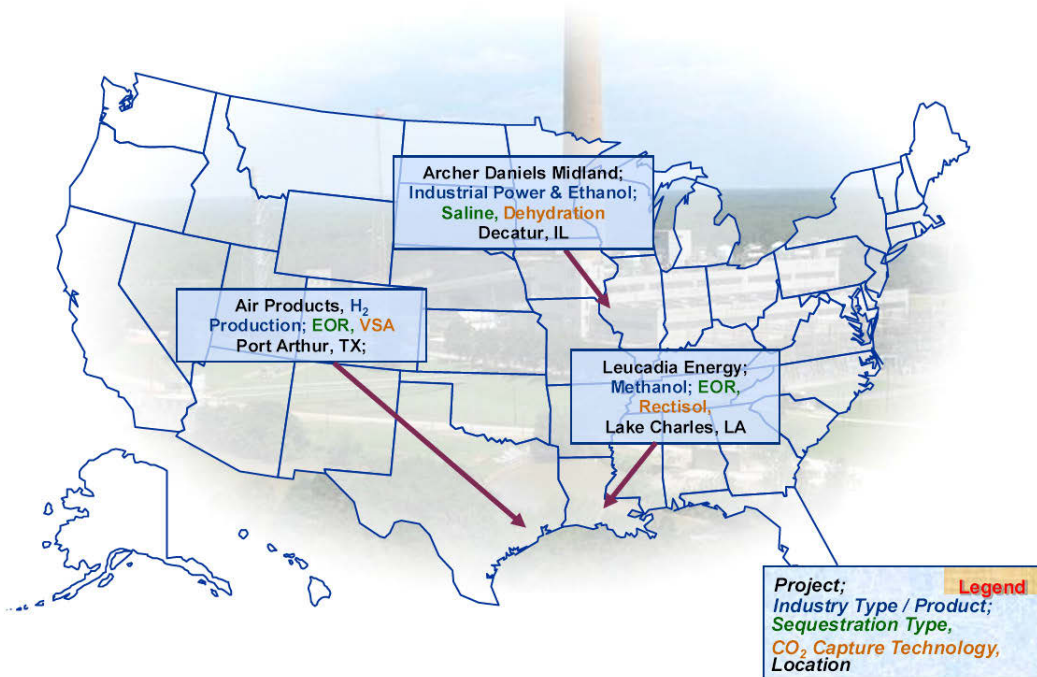 Archer Daniels Midland;
Industrial Power & Ethanol;
Saline, Dehydration
Decatur, IL
Air Products, H₂
Production; EOR, VSA
Port Arthur, TX;
Leucadia Energy;
Methanol; EOR,
Rectisol,
Lake Charles, LA
Legend
Project;
Industry Type / Product;
Sequestration Type,
CO₂ Capture Technology,
Location